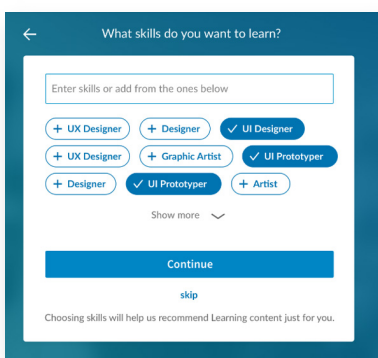 What skills do you want to learn?
Enter skills or add from the ones below
+ UX Designer + Designer ✓ UI Designer
+ UX Designer + Graphic Artist ✓ UI Prototyper
+ Designer ✓ UI Prototyper + Artist
Show more
Continue
skip
Choosing skills will help us recommend Learning content just for you.